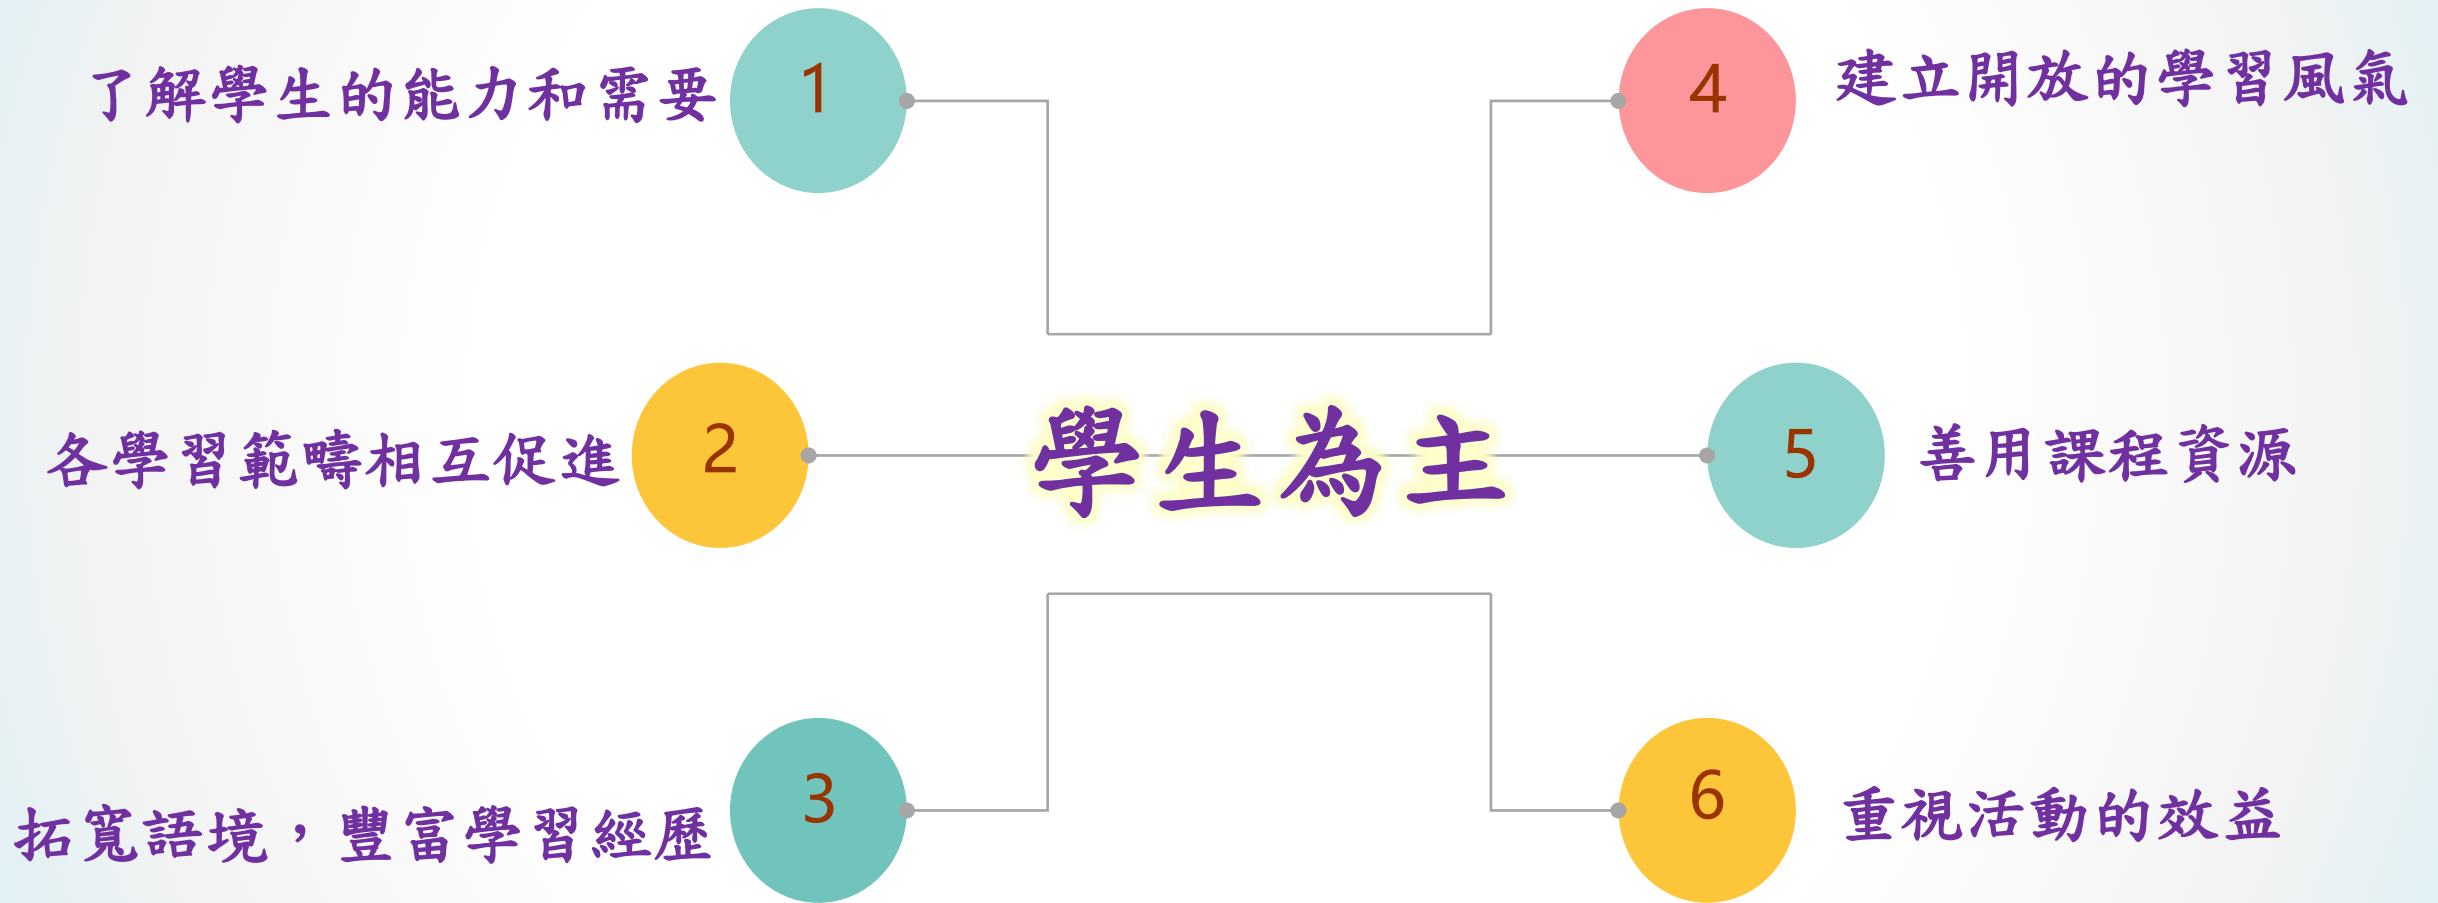 1
了解學生的能力和需要
2
各學習範疇相互促進
3
拓寬語境，豐富學習經歷
學生為主
4
建立開放的學習風氣
5
善用課程資源
6
重視活動的效益